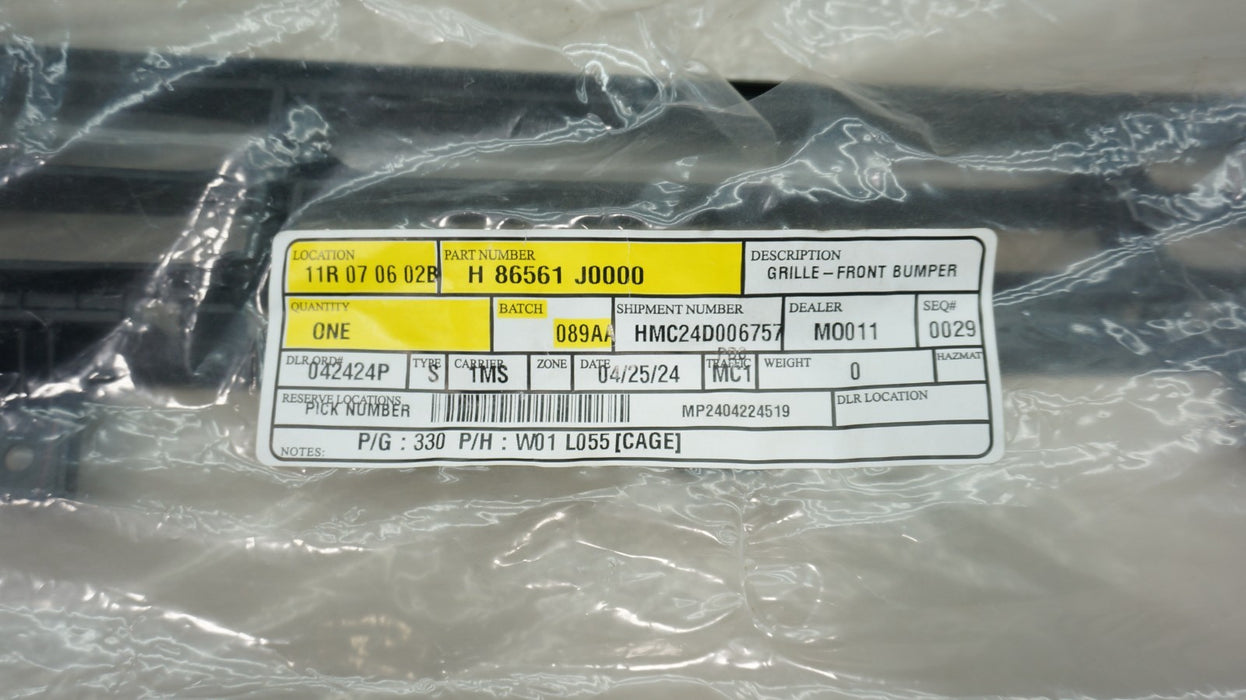 LOCATION PART NUMBER DESCRIPTION
11R 07 06 02B H 86561 J0000 GRILLE-FRONT BUMPER
QUANTITY BATCH SHIPMENT NUMBER DEALER SEQ#
ONE 089AA HMC24D006757 MO011 0029
DLR ORD# TYPE CARRIER ZONE DATE TRAFFIC WEIGHT HAZMAT
042424P S TMS 04/25/24 MC1 0
RESERVE LOCATIONS DLR LOCATION
PICK NUMBER MP2404224519
NOTES: P/G : 330 P/H : W01 L055 [CAGE]